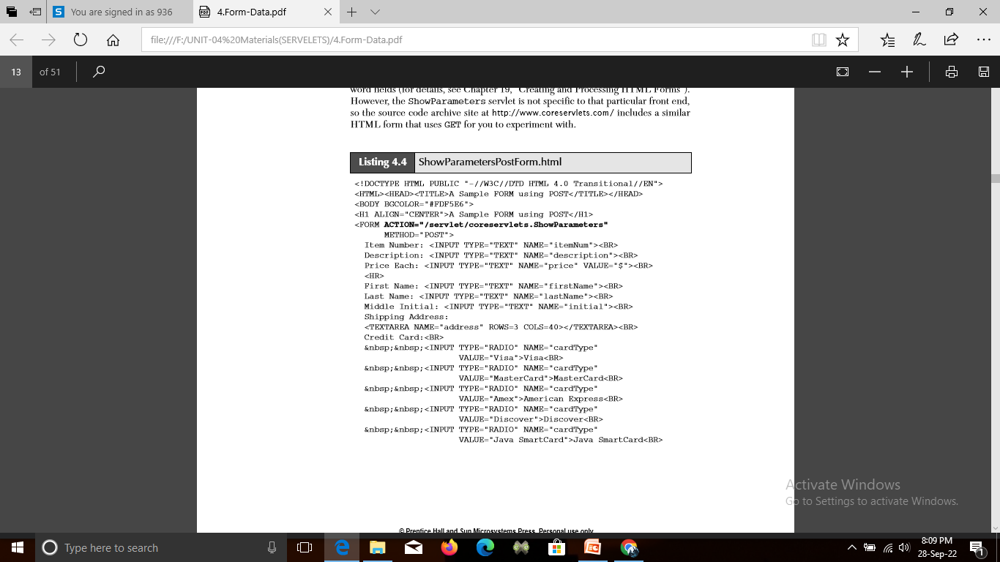 You are signed in as 936
4.Form-Data.pdf
file:///F:/UNIT-04%20Materials(SERVELETS)/4.Form-Data.pdf
13 of 51
word fields (for details, see Chapter 19, "Creating and Processing HTML Forms").
However, the ShowParameters servlet is not specific to that particular front end,
so the source code archive site at http://www.coreservlets.com/ includes a similar
HTML form that uses GET for you to experiment with.
Listing 4.4 ShowParametersPostForm.html
<!DOCTYPE HTML PUBLIC "-//W3C//DTD HTML 4.0 Transitional//EN">
<HTML><HEAD><TITLE>A Sample FORM using POST</TITLE></HEAD>
<BODY BGCOLOR="#FDF5E6">
<H1 ALIGN="CENTER">A Sample FORM using POST</H1>
<FORM ACTION="/servlet/coreservlets.ShowParameters"
METHOD="POST">
Item Number: <INPUT TYPE="TEXT" NAME="itemNum"><BR>
Description: <INPUT TYPE="TEXT" NAME="description"><BR>
Price Each: <INPUT TYPE="TEXT" NAME="price" VALUE="$"><BR>
<HR>
First Name: <INPUT TYPE="TEXT" NAME="firstName"><BR>
Last Name: <INPUT TYPE="TEXT" NAME="lastName"><BR>
Middle Initial: <INPUT TYPE="TEXT" NAME="initial"><BR>
Shipping Address:
<TEXTAREA NAME="address" ROWS=3 COLS=40></TEXTAREA><BR>
Credit Card:<BR>
&nbsp;&nbsp;<INPUT TYPE="RADIO" NAME="cardType"
VALUE="Visa">Visa<BR>
&nbsp;&nbsp;<INPUT TYPE="RADIO" NAME="cardType"
VALUE="MasterCard">MasterCard<BR>
&nbsp;&nbsp;<INPUT TYPE="RADIO" NAME="cardType"
VALUE="Amex">American Express<BR>
&nbsp;&nbsp;<INPUT TYPE="RADIO" NAME="cardType"
VALUE="Discover">Discover<BR>
&nbsp;&nbsp;<INPUT TYPE="RADIO" NAME="cardType"
VALUE="Java SmartCard">Java SmartCard<BR>
Activate Windows
Go to Settings to activate Windows.
© Prentice Hall and Sun Microsystems Press. Personal use only.
Type here to search
8:09 PM
28-Sep-22
1